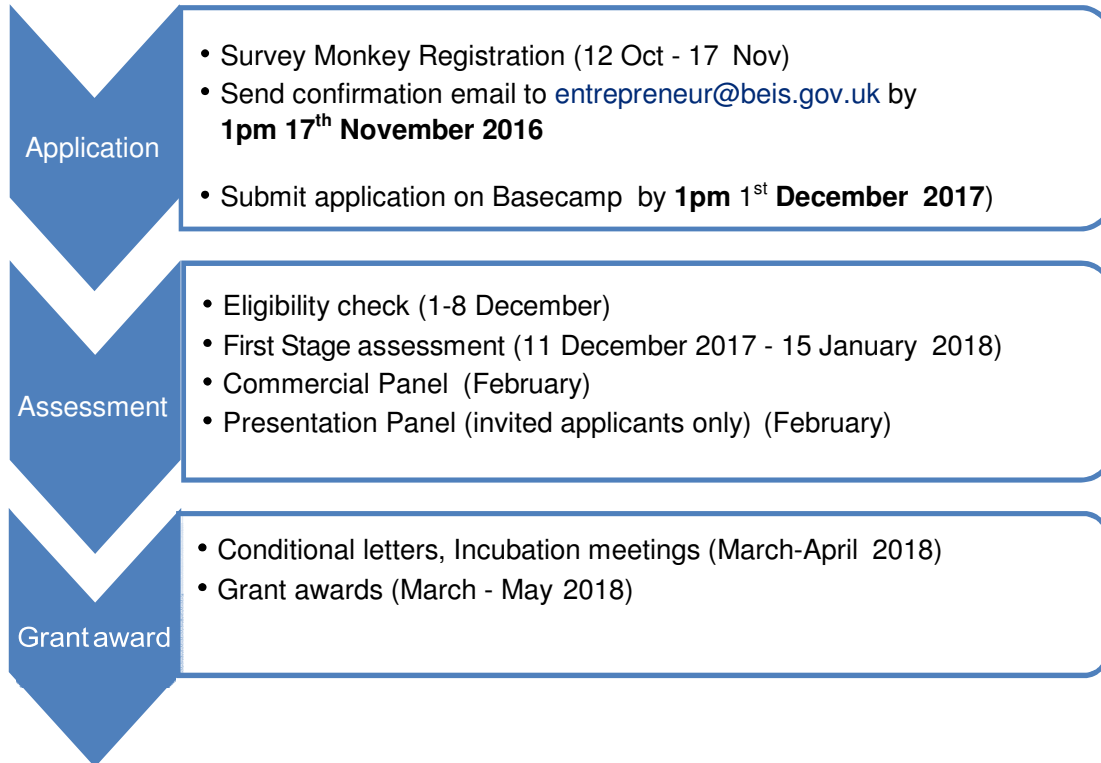 Application
• Survey Monkey Registration (12 Oct - 17 Nov)
• Send confirmation email to entrepreneur@beis.gov.uk by
1pm 17th November 2016
• Submit application on Basecamp by 1pm 1st December 2017)
Assessment
• Eligibility check (1-8 December)
• First Stage assessment (11 December 2017 - 15 January 2018)
• Commercial Panel (February)
• Presentation Panel (invited applicants only) (February)
Grant award
• Conditional letters, Incubation meetings (March-April 2018)
• Grant awards (March - May 2018)